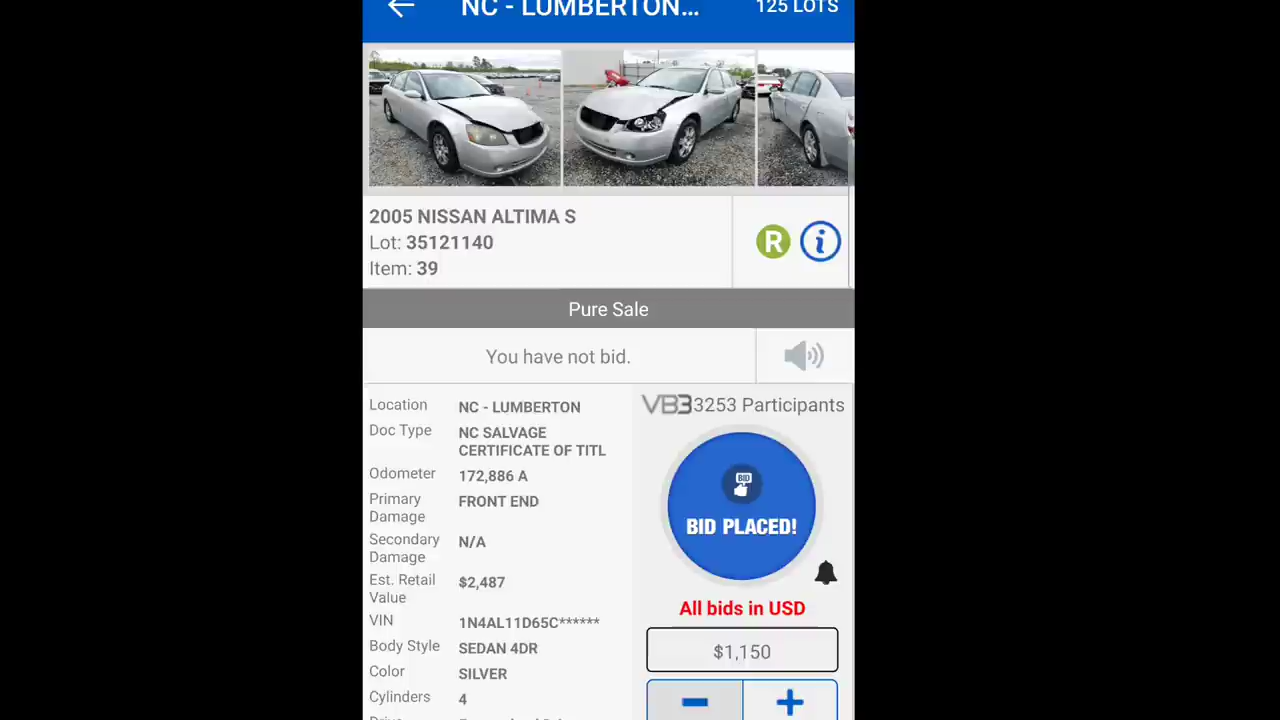 NC - LUMBERTON...
125 LOTS
2005 NISSAN ALTIMA S
Lot: 35121140
Item: 39
R
i
Pure Sale
You have not bid.
Location NC - LUMBERTON
Doc Type NC SALVAGE
CERTIFICATE OF TITL
Odometer 172,886 A
Primary
Damage FRONT END
Secondary
Damage N/A
Est. Retail
Value $2,487
VIN 1N4AL11D65C******
Body Style SEDAN 4DR
Color SILVER
Cylinders 4
VB3 3253 Participants
BID
BID PLACED!
All bids in USD
$1,150